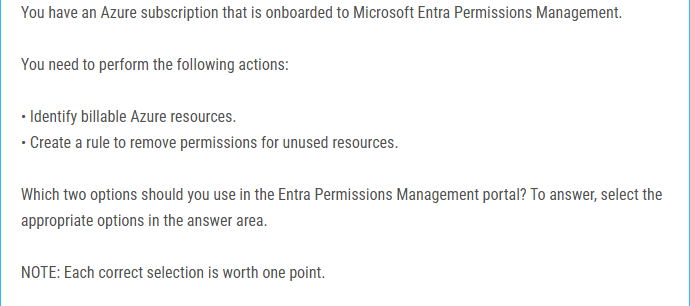 You have an Azure subscription that is onboarded to Microsoft Entra Permissions Management.
You need to perform the following actions:
• Identify billable Azure resources.
• Create a rule to remove permissions for unused resources.
Which two options should you use in the Entra Permissions Management portal? To answer, select the
appropriate options in the answer area.
NOTE: Each correct selection is worth one point.